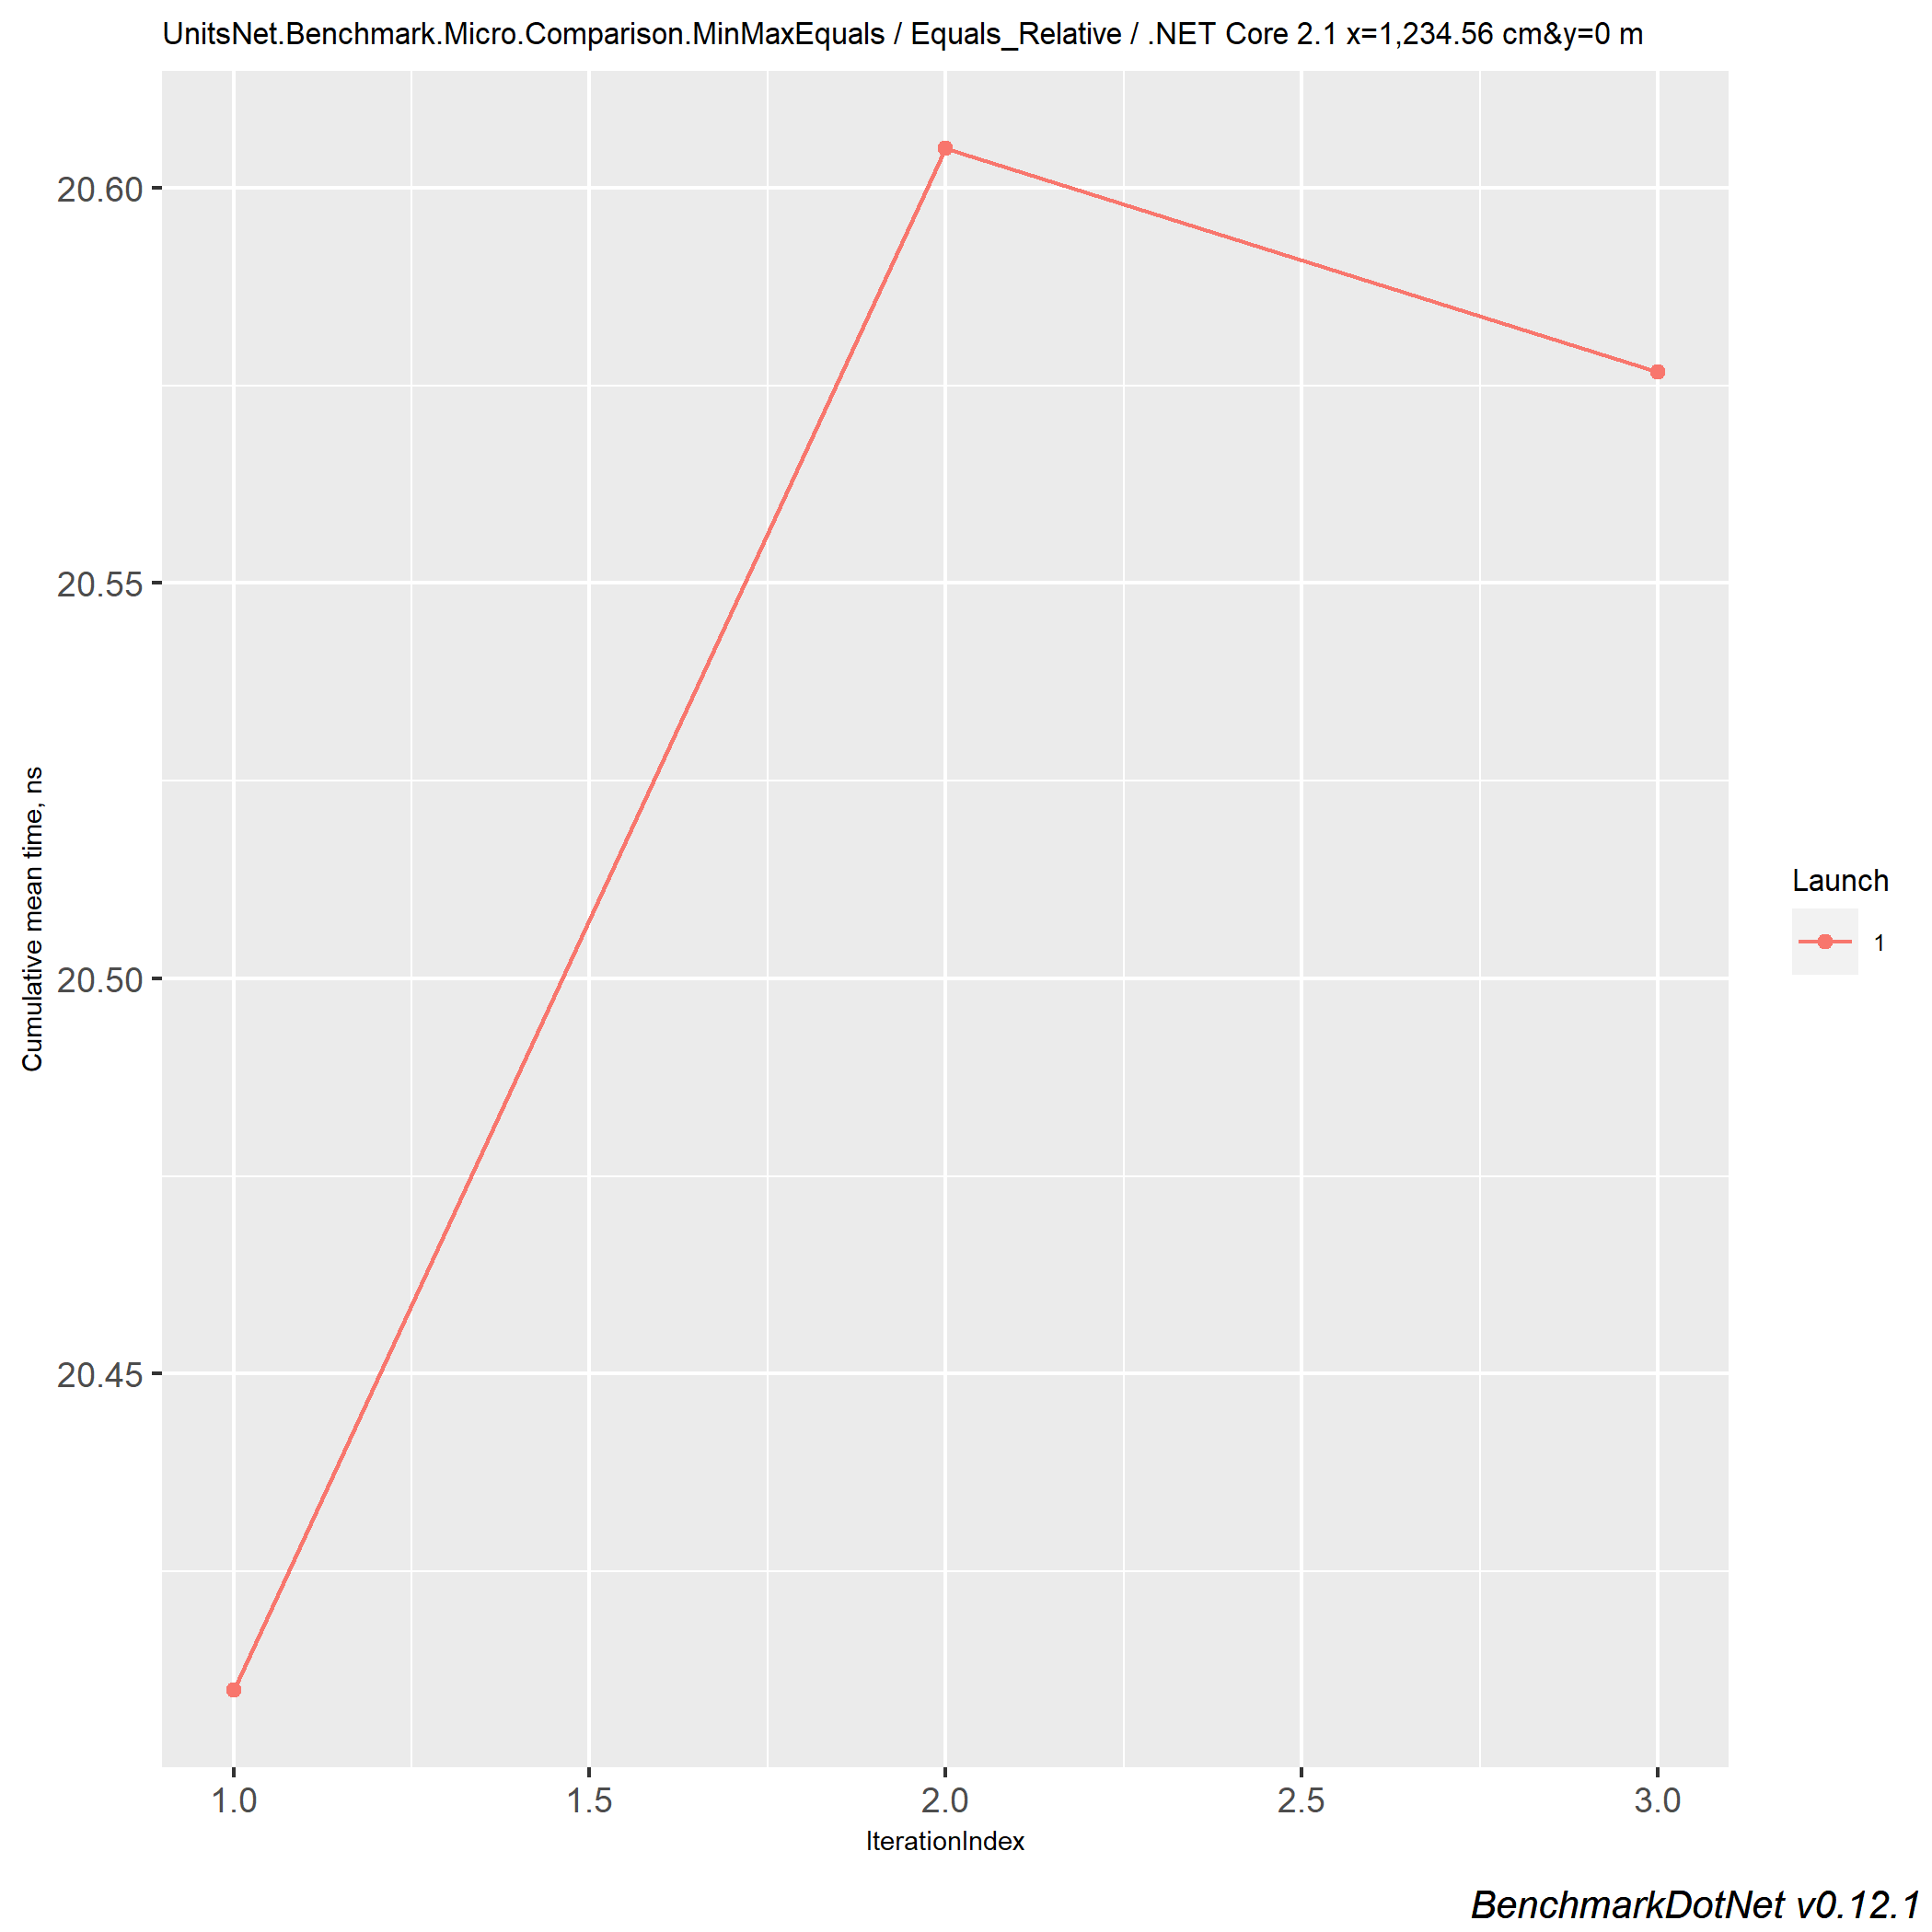 UnitsNet.Benchmark.Micro.Comparison.MinMaxEquals / Equals_Relative / .NET Core 2.1 x=1,234.56 cm&y=0 m
20.60
20.55
20.50
20.45
Cumulative mean time, ns
1.0 1.5 2.0 2.5 3.0
IterationIndex
Launch
1
BenchmarkDotNet v0.12.1